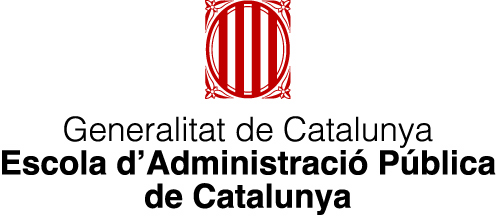 Generalitat de Catalunya
Escola d’Administració Pública
de Catalunya